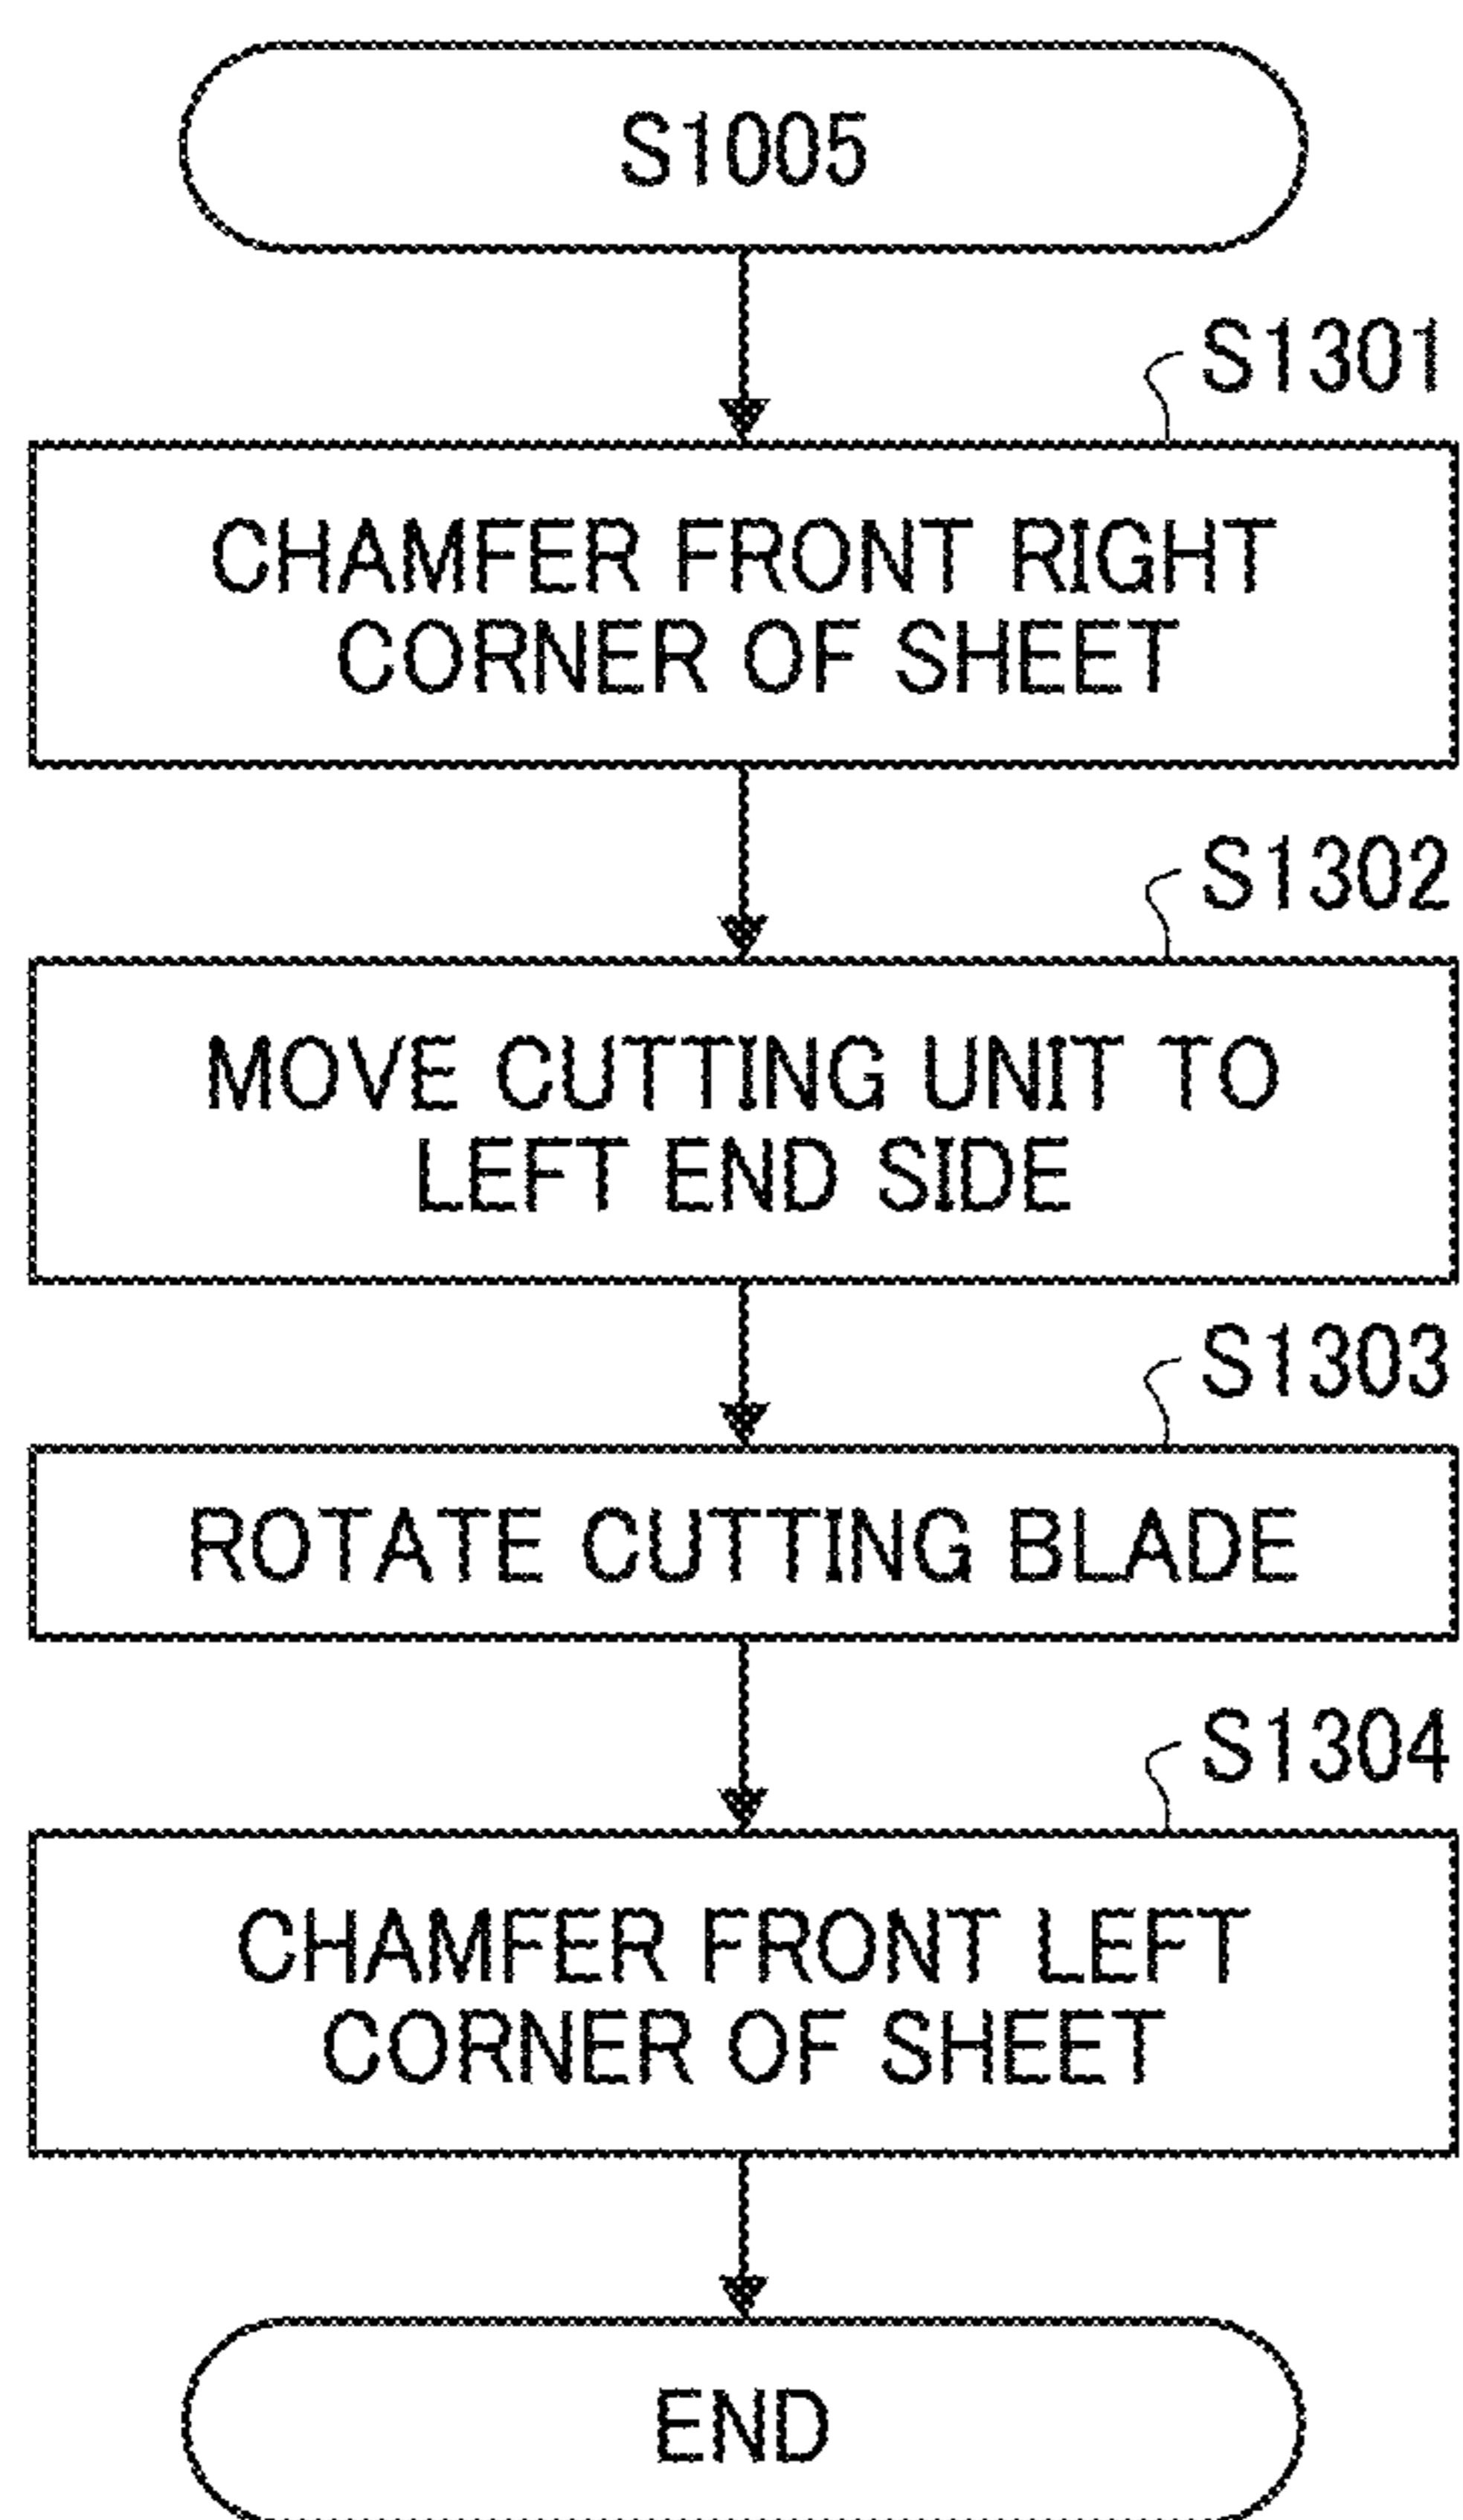 S1005
S1301
CHAMFER FRONT RIGHT
CORNER OF SHEET
S1302
MOVE CUTTING UNIT TO
LEFT END SIDE
S1303
ROTATE CUTTING BLADE
S1304
CHAMFER FRONT LEFT
CORNER OF SHEET
END